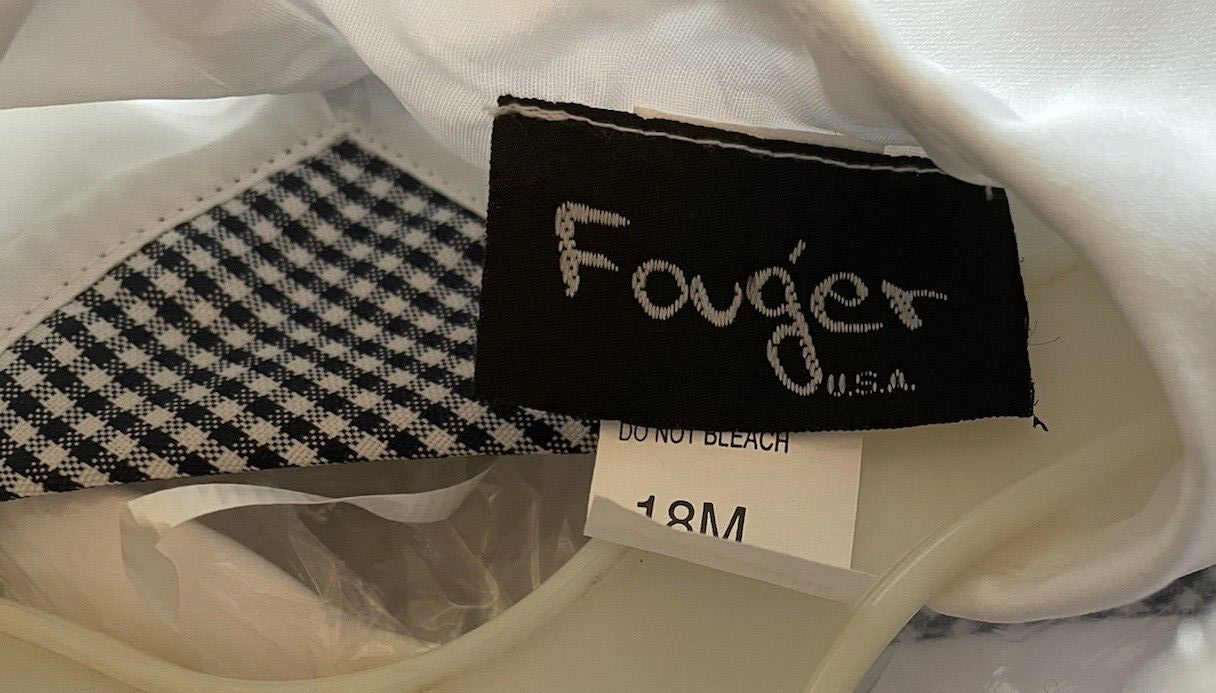 Fouger
U.S.A.
DO NOT BLEACH
18M